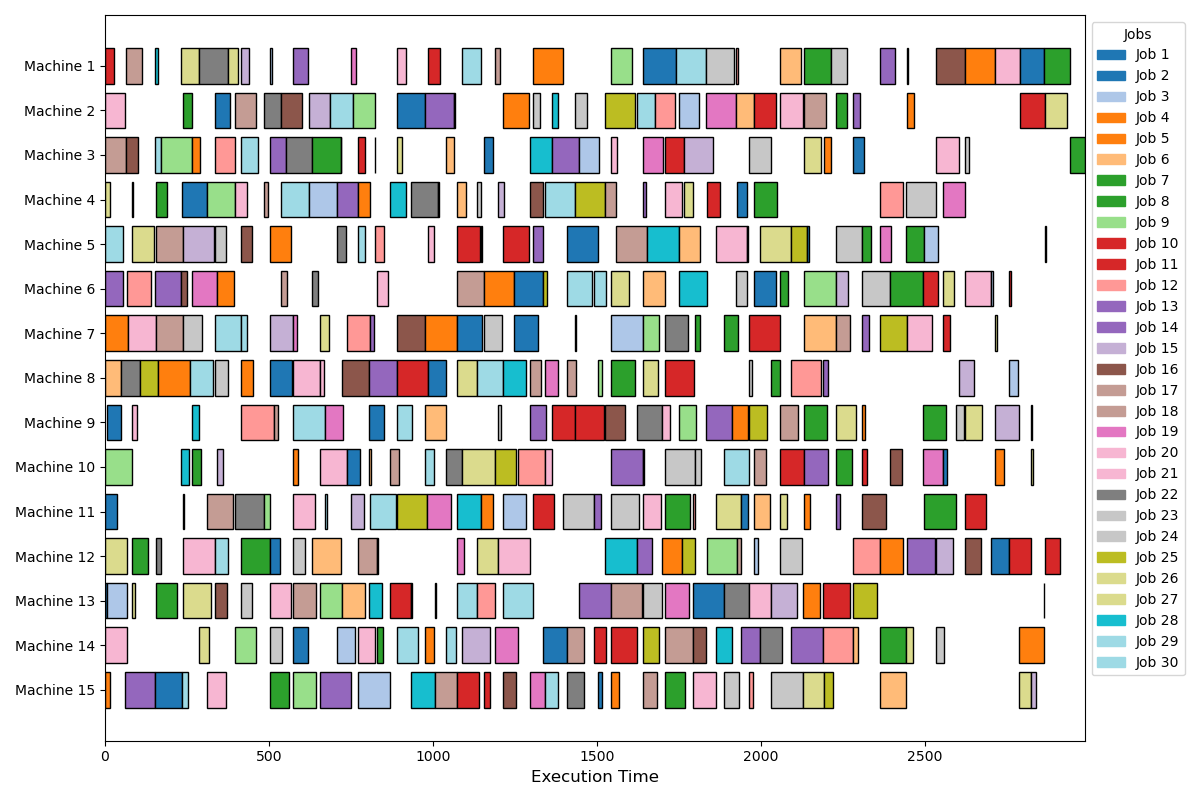 Machine 1
Machine 2
Machine 3
Machine 4
Machine 5
Machine 6
Machine 7
Machine 8
Machine 9
Machine 10
Machine 11
Machine 12
Machine 13
Machine 14
Machine 15
0 500 1000 1500 2000 2500
Execution Time
Jobs
Job 1
Job 2
Job 3
Job 4
Job 5
Job 6
Job 7
Job 8
Job 9
Job 10
Job 11
Job 12
Job 13
Job 14
Job 15
Job 16
Job 17
Job 18
Job 19
Job 20
Job 21
Job 22
Job 23
Job 24
Job 25
Job 26
Job 27
Job 28
Job 29
Job 30